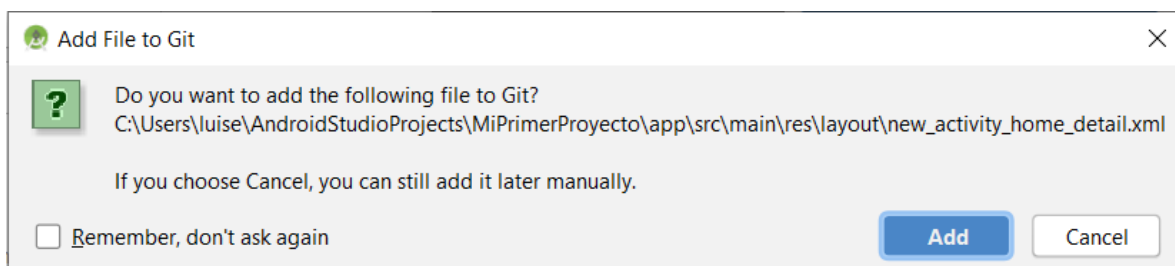 Add File to Git
?
Do you want to add the following file to Git?
C:\Users\luise\AndroidStudioProjects\MiPrimerProyecto\app\src\main\res\layout\new_activity_home_detail.xml
If you choose Cancel, you can still add it later manually.
Remember, don't ask again
Add
Cancel